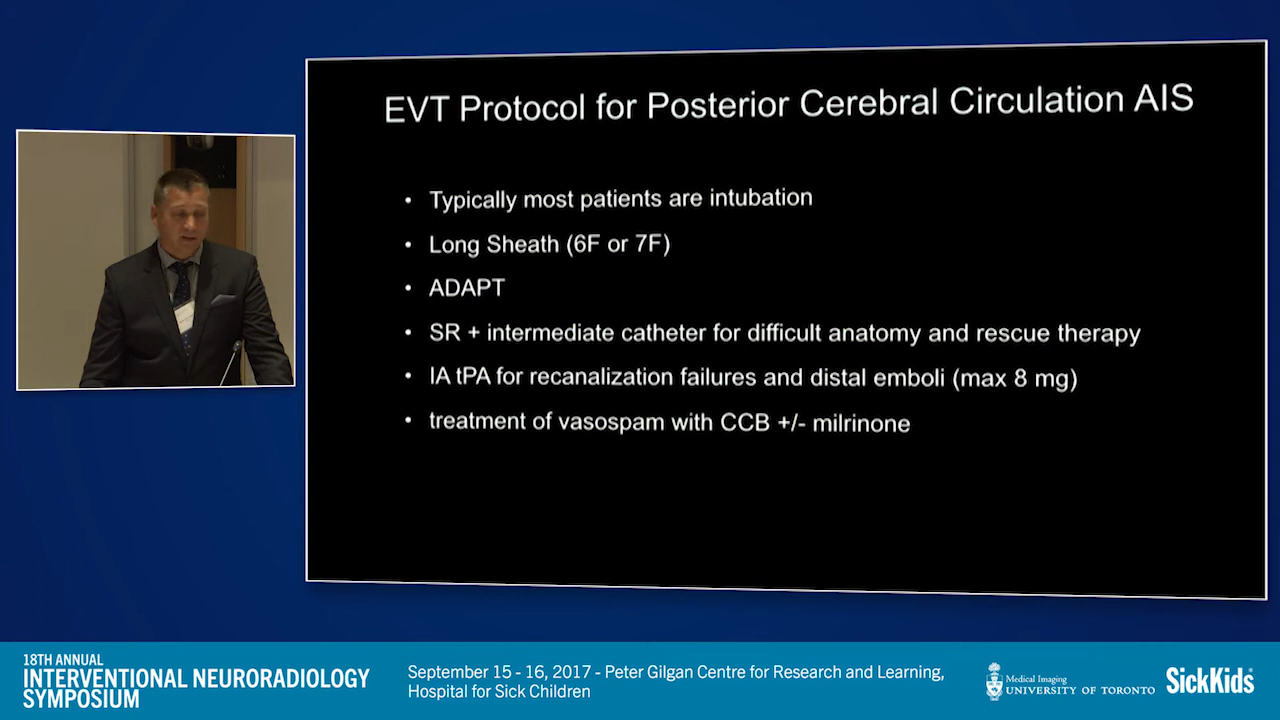 EVT Protocol for Posterior Cerebral Circulation AIS
• Typically most patients are intubation
• Long Sheath (6F or 7F)
• ADAPT
• SR + intermediate catheter for difficult anatomy and rescue therapy
• IA tPA for recanalization failures and distal emboli (max 8 mg)
• treatment of vasospam with CCB +/- milrinone
18TH ANNUAL
INTERVENTIONAL NEURORADIOLOGY
SYMPOSIUM
September 15 - 16, 2017 - Peter Gilgan Centre for Research and Learning,
Hospital for Sick Children
Medical Imaging
UNIVERSITY OF TORONTO
SickKids®